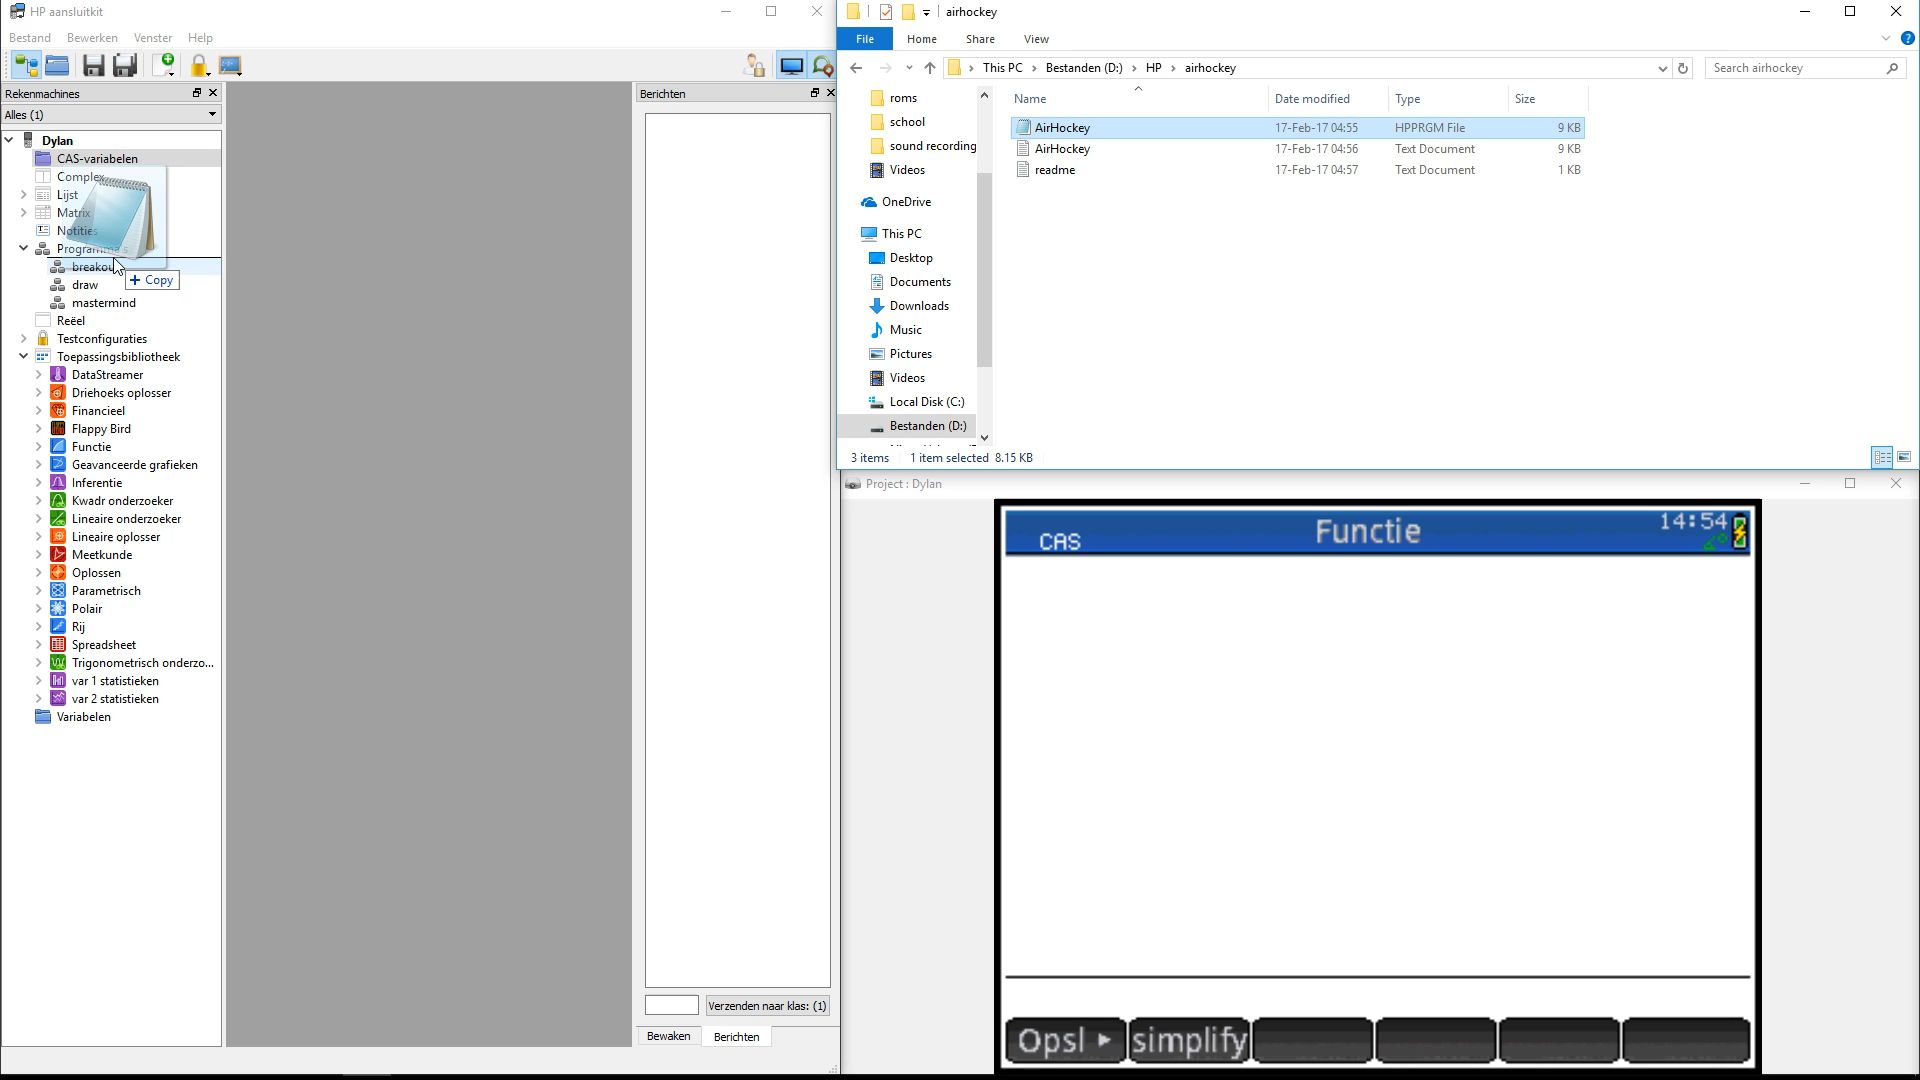 HP aansluitkit
Bestand Bewerken Venster Help
Rekenmachines
Alles (1)
Dylan
CAS-variabelen
Complex
Lijst
Matrix
Notities
Programma's
breakou
Copy
draw
mastermind
Reëel
Testconfiguraties
Toepassingsbibliotheek
DataStreamer
Driehoeks oplosser
Financieel
Flappy Bird
Functie
Geavanceerde grafieken
Inferentie
Kwadr onderzoeker
Lineaire onderzoeker
Lineaire oplosser
Meetkunde
Oplossen
Parametrisch
Polair
Rij
Spreadsheet
Trigonometrisch onderzo...
var 1 statistieken
var 2 statistieken
Variabelen
Berichten
Verzenden naar klas: (1)
Bewaken Berichten
airhockey
File Home Share View
This PC Bestanden (D:) HP airhockey
Search airhockey
roms
school
sound recording
Videos
OneDrive
This PC
Desktop
Documents
Downloads
Music
Pictures
Videos
Local Disk (C:)
Bestanden (D:)
Name Date modified Type Size
AirHockey 17-Feb-17 04:55 HPPRGM File 9 KB
AirHockey 17-Feb-17 04:56 Text Document 9 KB
readme 17-Feb-17 04:57 Text Document 1 KB
3 items 1 item selected 8.15 KB
Project : Dylan
CAS Functie 14:54
Opsl simplify